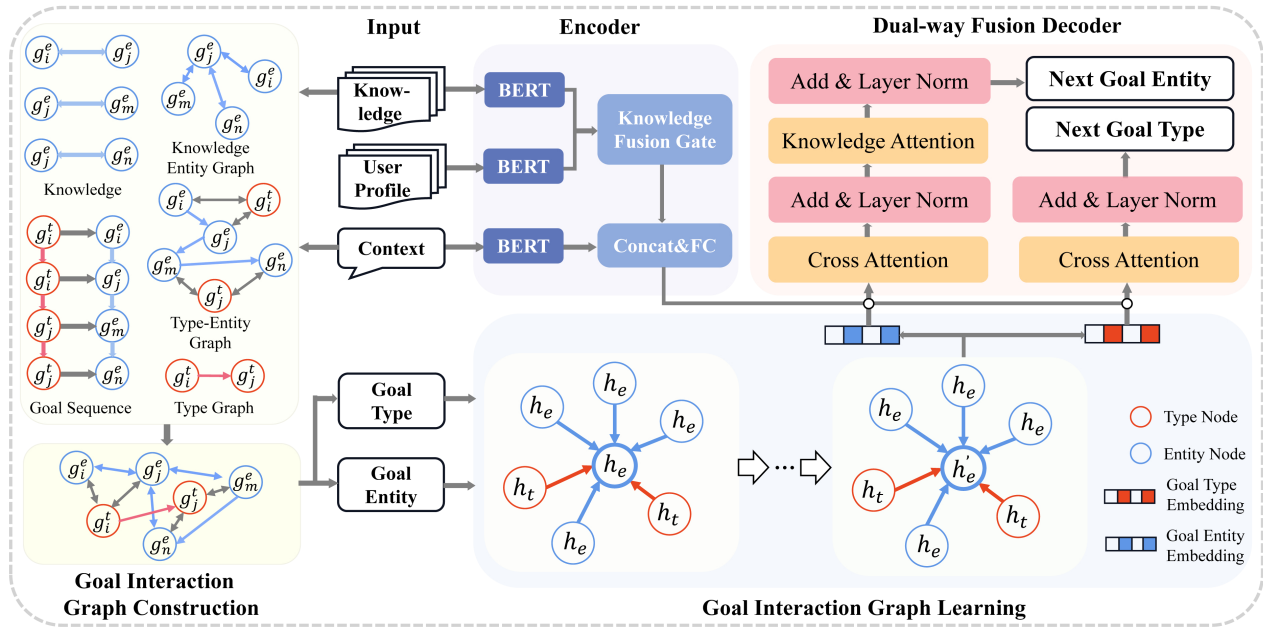 Input
Encoder
Dual-way Fusion Decoder
g_i^e
g_j^e
g_j^e
g_m^e
g_j^e
g_n^e
Knowledge
g_j^e
g_i^e
g_m^e
g_n^e
Knowledge
Entity Graph
g_i^t
g_i^e
g_i^t
g_j^e
g_j^t
g_m^e
g_j^t
g_n^e
Goal Sequence
g_i^e
g_i^t
g_j^e
g_m^e
g_n^e
g_j^t
Type-Entity
Graph
g_i^t
g_j^t
Type Graph
g_i^e
g_j^e
g_m^e
g_j^t
g_i^t
g_n^e
Goal Interaction
Graph Construction
Know-
ledge
User
Profile
Context
BERT
BERT
BERT
Knowledge
Fusion Gate
Concat&FC
Add & Layer Norm
Knowledge Attention
Add & Layer Norm
Cross Attention
Next Goal Entity
Next Goal Type
Add & Layer Norm
Cross Attention
Goal
Type
Goal
Entity
h_e
h_e
h_e
h_e
h_t
h_t
h_e
...
h_e
h_e
h_e
h_e'
h_t
h_t
h_e
Type Node
Entity Node
Goal Type
Embedding
Goal Entity
Embedding
Goal Interaction Graph Learning